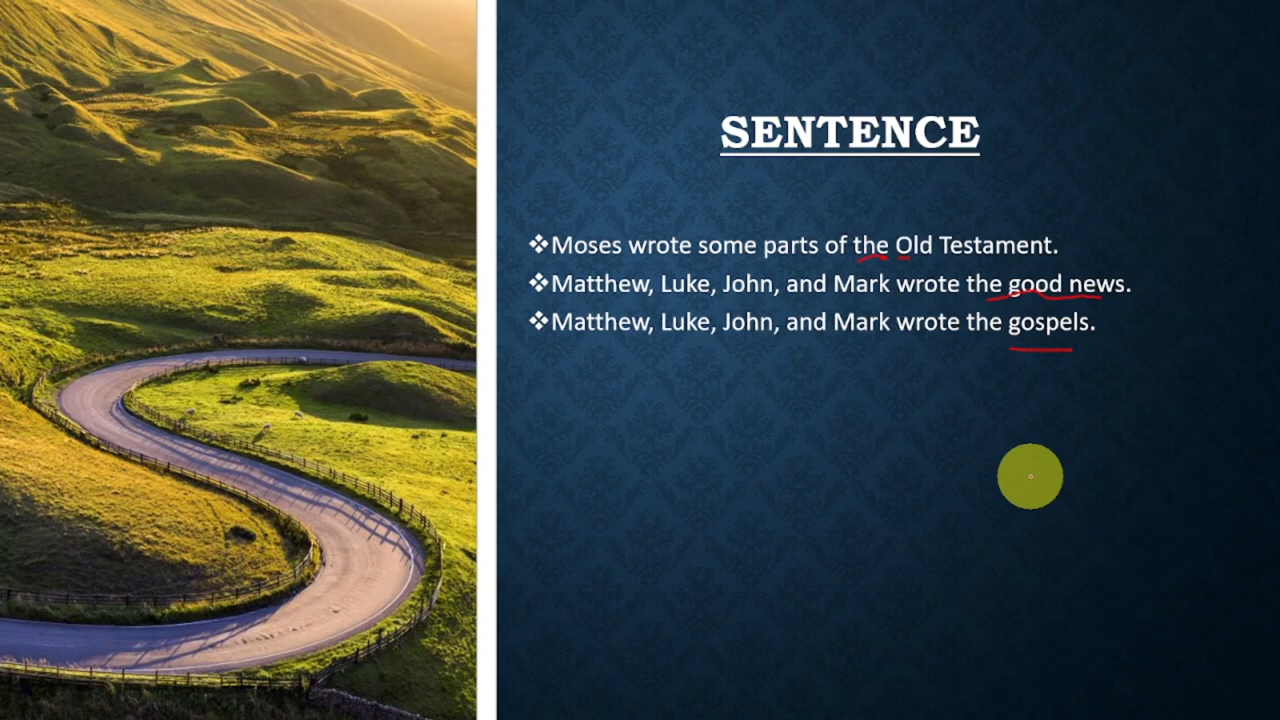 SENTENCE
❖Moses wrote some parts of the Old Testament.
❖Matthew, Luke, John, and Mark wrote the good news.
❖Matthew, Luke, John, and Mark wrote the gospels.